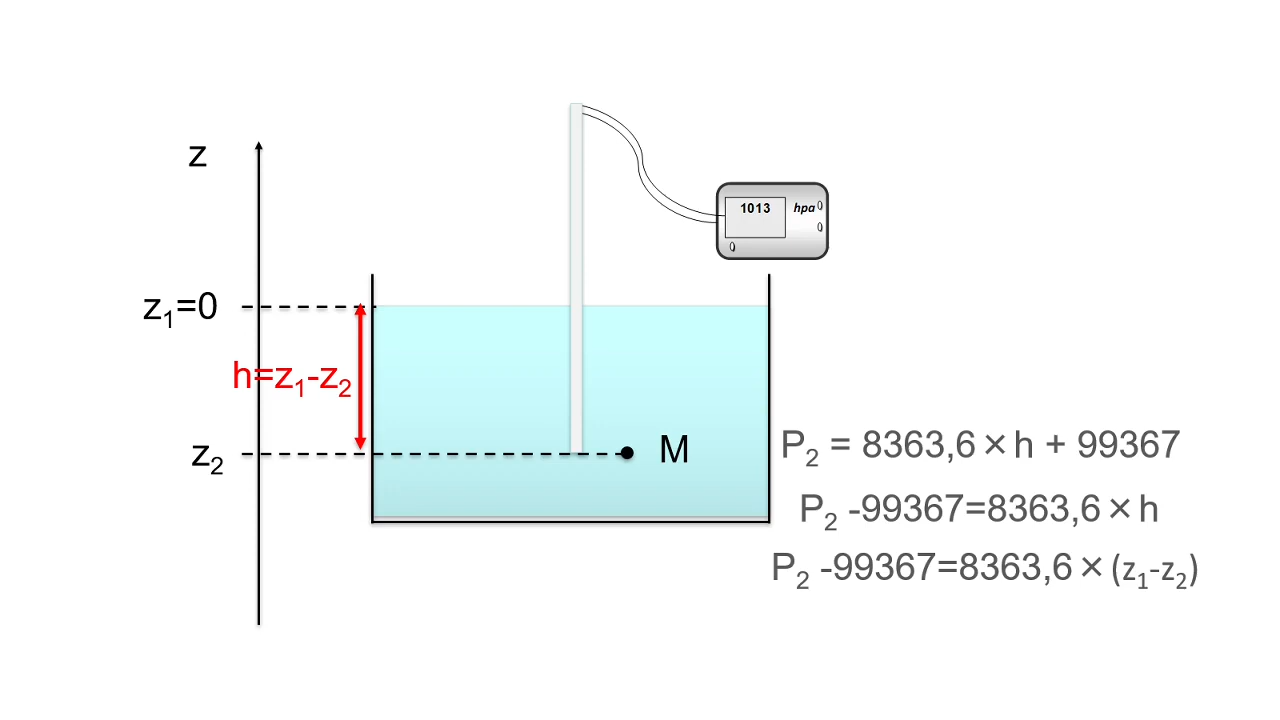 z
1013
hpa
z₁=0
h=z₁-z₂
z₂
M
P₂ = 8363,6 × h + 99367
P₂ -99367=8363,6 × h
P₂ -99367=8363,6 × (z₁-z₂)